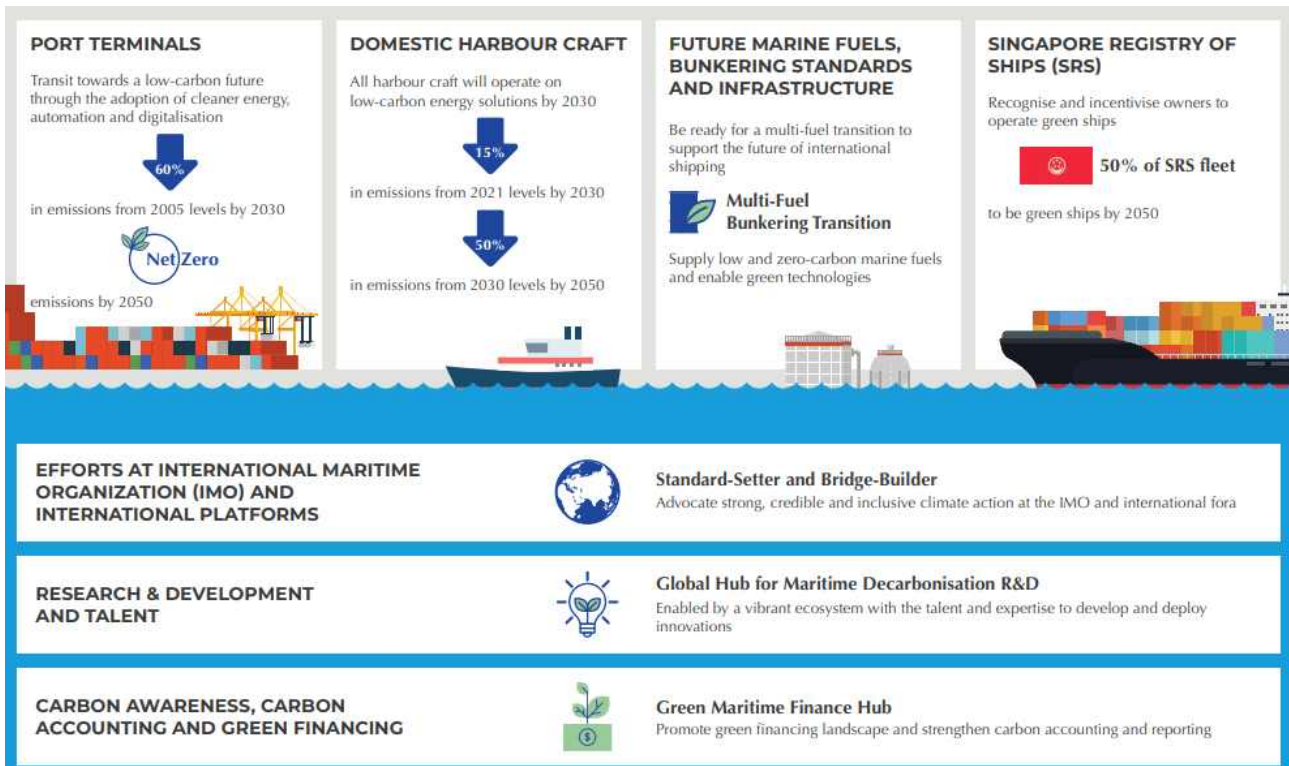 PORT TERMINALS
Transit towards a low-carbon future
through the adoption of cleaner energy,
automation and digitalisation
60%
in emissions from 2005 levels by 2030
Net Zero
emissions by 2050
DOMESTIC HARBOUR CRAFT
All harbour craft will operate on
low-carbon energy solutions by 2030
15%
in emissions from 2021 levels by 2030
50%
in emissions from 2030 levels by 2050
FUTURE MARINE FUELS,
BUNKERING STANDARDS
AND INFRASTRUCTURE
Be ready for a multi-fuel transition to
support the future of international
shipping
Multi-Fuel
Bunkering Transition
Supply low and zero-carbon marine fuels
and enable green technologies
SINGAPORE REGISTRY OF
SHIPS (SRS)
Recognise and incentivise owners to
operate green ships
50% of SRS fleet
to be green ships by 2050
EFFORTS AT INTERNATIONAL MARITIME
ORGANIZATION (IMO) AND
INTERNATIONAL PLATFORMS
Standard-Setter and Bridge-Builder
Advocate strong, credible and inclusive climate action at the IMO and international fora
RESEARCH & DEVELOPMENT
AND TALENT
Global Hub for Maritime Decarbonisation R&D
Enabled by a vibrant ecosystem with the talent and expertise to develop and deploy
innovations
CARBON AWARENESS, CARBON
ACCOUNTING AND GREEN FINANCING
$
Green Maritime Finance Hub
Promote green financing landscape and strengthen carbon accounting and reporting